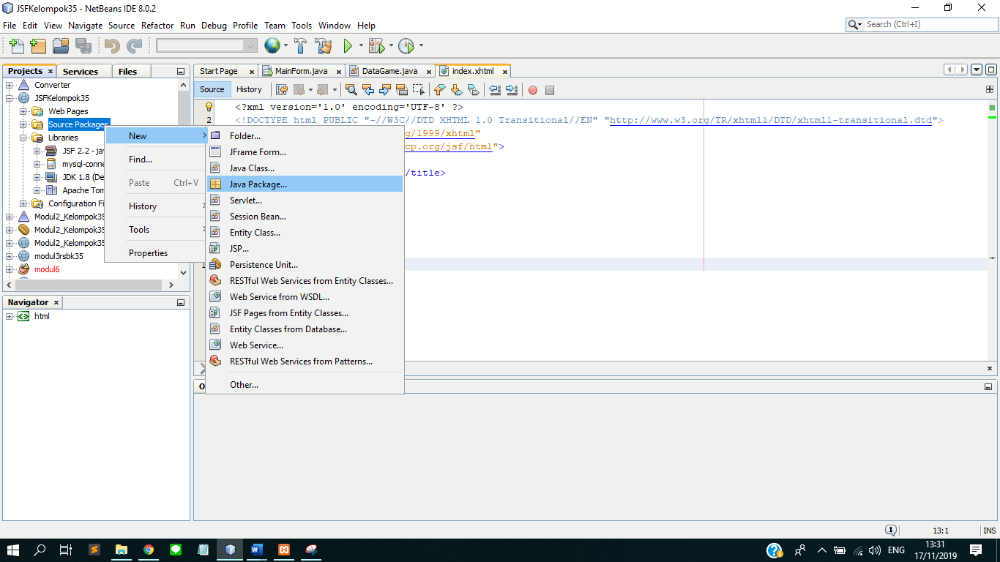 JSFKelompok35 - NetBeans IDE 8.0.2
File Edit View Navigate Source Refactor Run Debug Profile Team Tools Window Help
Search (Ctrl+I)
Projects Services Files
Converter
JSFKelompok35
Web Pages
Source Packages
Libraries
JSF 2.2 - jav
mysql-conne
JDK 1.8 (De
Apache Tom
Configuration Fi
Modul2_Kelompok35
Modul2_Kelompok35
Modul2_Kelompok35
modul3rsbk35
modul6
Navigator
html
Start Page MainForm.java DataGame.java index.xhtml
Source History
<?xml version='1.0' encoding='UTF-8' ?>
2 <!DOCTYPE html PUBLIC "-//W3C//DTD XHTML 1.0 Transitional//EN" "http://www.w3.org/TR/xhtml1/DTD/xhtml1-transitional.dtd">
g/1999/xhtml"
cp.org/jsf/html">
/title>
1
New
Find...
Paste Ctrl+V
History
Tools
Properties
Folder...
JFrame Form...
Java Class...
Java Package...
Servlet...
Session Bean...
Entity Class...
JSP...
Persistence Unit...
RESTful Web Services from Entity Classes...
Web Service from WSDL...
JSF Pages from Entity Classes...
Entity Classes from Database...
Web Service...
RESTful Web Services from Patterns...
Other...
O
1 13:1 INS
ENG
13:31
17/11/2019